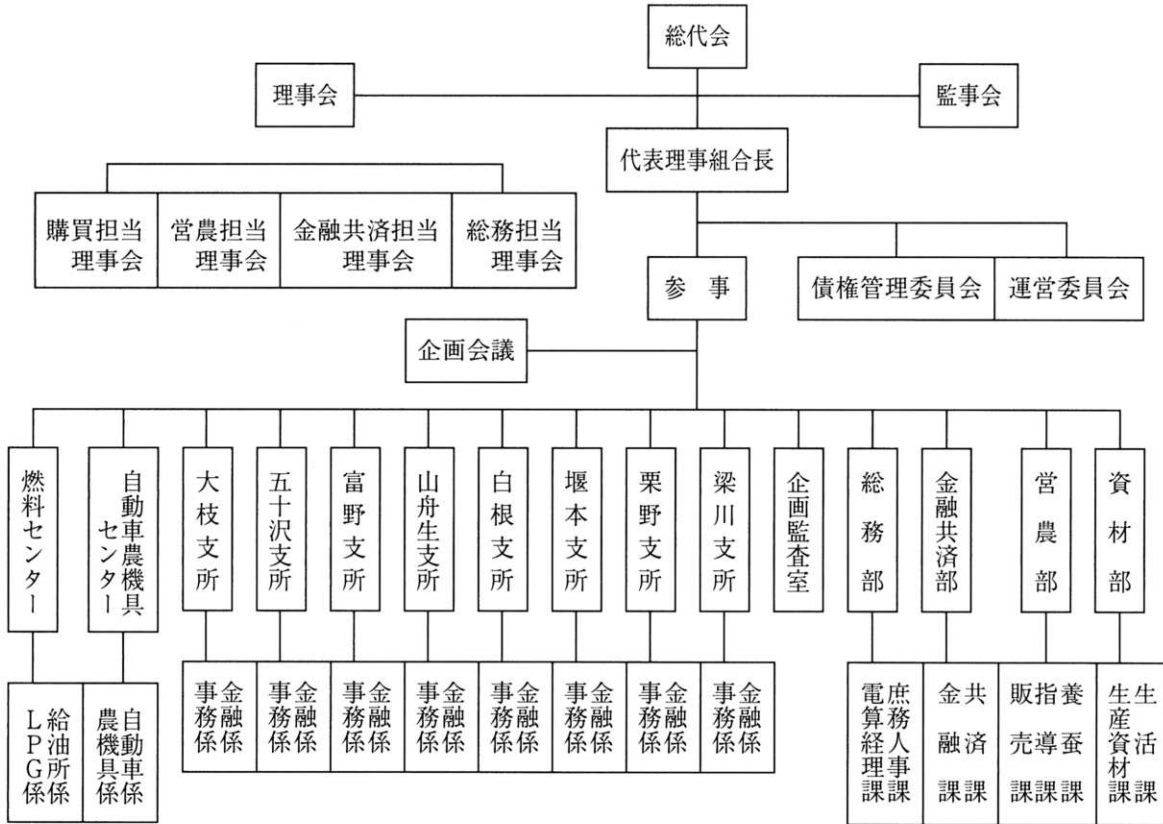 総代会
理事会
監事会
代表理事組合長
購買担当
理事会
営農担当
理事会
金融共済担当
理事会
総務担当
理事会
参事
債権管理委員会
運営委員会
企画会議
燃料センター
自動車農機具
センター
大枝支所
五十沢支所
富野支所
山舟生支所
白根支所
堰本支所
栗野支所
梁川支所
企画監査室
総務部
金融共済部
営農部
資材部
給油所係
LPG係
自動車係
農機具係
金融係
事務係
金融係
事務係
金融係
事務係
金融係
事務係
金融係
事務係
金融係
事務係
金融係
事務係
金融係
事務係
庶務人事課
電算経理課
共済課
金融課
養蚕課
指導課
販売課
生活課
生産資材課